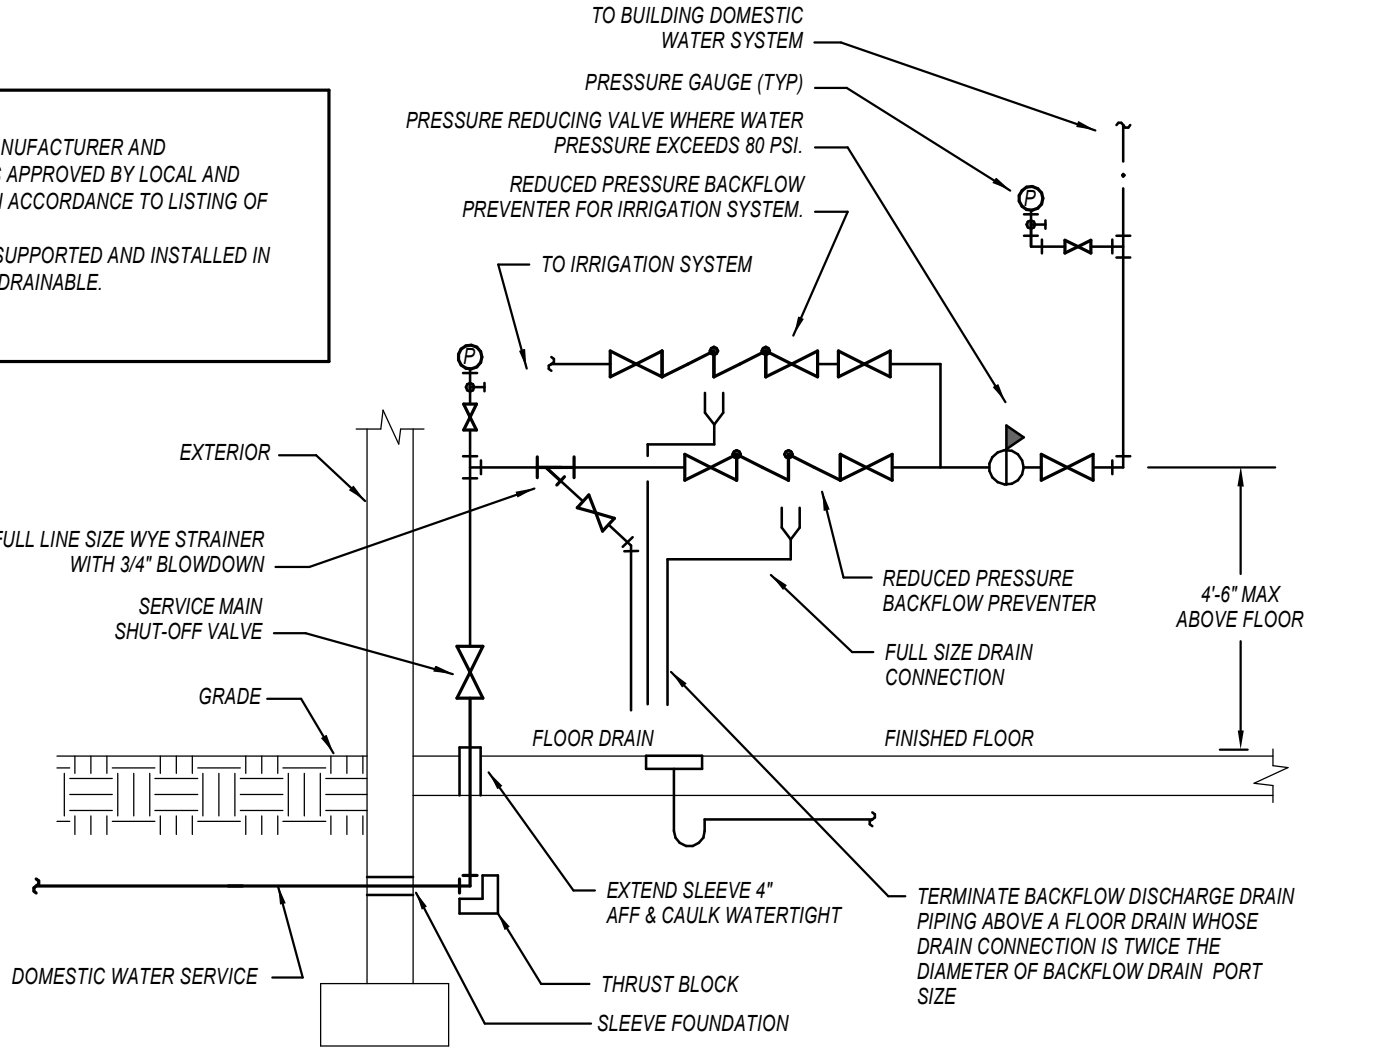 TO BUILDING DOMESTIC
WATER SYSTEM
PRESSURE GAUGE (TYP)
PRESSURE REDUCING VALVE WHERE WATER
PRESSURE EXCEEDS 80 PSI.
REDUCED PRESSURE BACKFLOW
PREVENTER FOR IRRIGATION SYSTEM.
TO IRRIGATION SYSTEM
AND
APPROVED BY LOCAL AND
ACCORDANCE TO LISTING OF
SUPPORTED AND INSTALLED IN
DRAINABLE.
P
P
EXTERIOR
FULL LINE SIZE WYE STRAINER
WITH 3/4" BLOWDOWN
SERVICE MAIN
SHUT-OFF VALVE
GRADE
REDUCED PRESSURE
BACKFLOW PREVENTER
4'-6" MAX
ABOVE FLOOR
FULL SIZE DRAIN
CONNECTION
FLOOR DRAIN
FINISHED FLOOR
EXTEND SLEEVE 4"
AFF & CAULK WATERTIGHT
TERMINATE BACKFLOW DISCHARGE DRAIN
PIPING ABOVE A FLOOR DRAIN WHOSE
DRAIN CONNECTION IS TWICE THE
DIAMETER OF BACKFLOW DRAIN PORT
SIZE
DOMESTIC WATER SERVICE
THRUST BLOCK
SLEEVE FOUNDATION